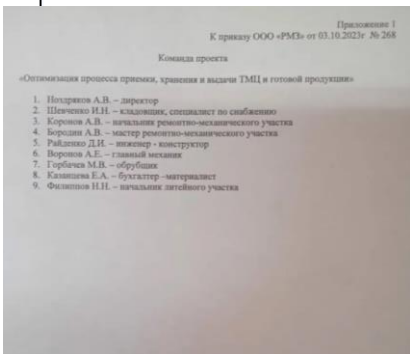 Приложение 1
К приказу ООО «РМЗ» от 03.10.2023г № 268
Команда проекта
«Оптимизация процесса приемки, хранения и выдачи ТМЦ и готовой продукции»
1. Ноздряков А.В. – директор
2. Шевченко И.Н. – кладовщик, специалист по снабжению
3. Коронов А.В. – начальник ремонтно-механического участка
4. Бородин А.В. – мастер ремонтно-механического участка
5. Райденко Д.И. – инженер - конструктор
6. Воронов А.Е. – главный механик
7. Горбачев М.В. – обрубщик
8. Казанцева Е.А. – бухгалтер –материалист
9. Филиппов Н.Н. – начальник литейного участка